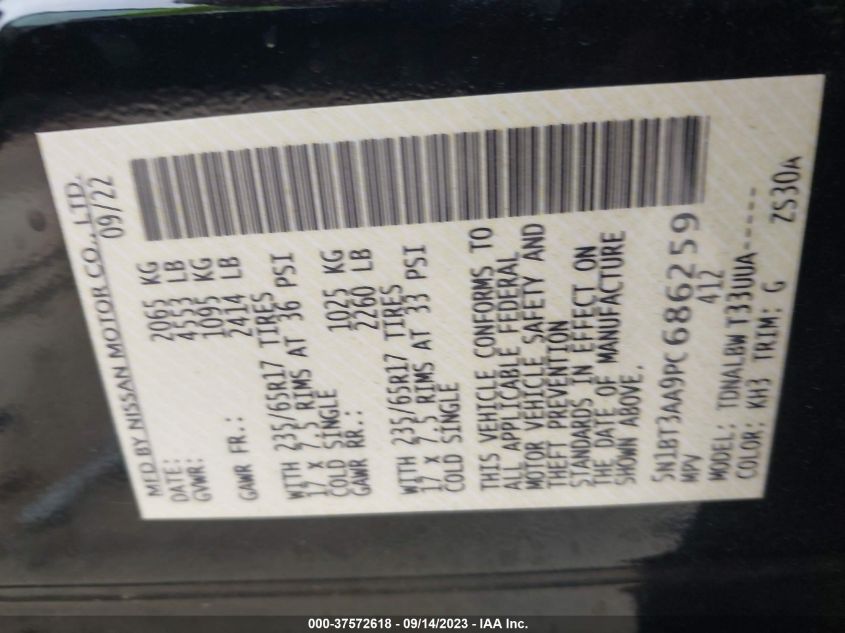 MFD BY NISSAN MOTOR CO., LTD.
DATE: 09/22
GVWR: 2065 KG
4553 LB
GAWR FR.: 1095 KG
2414 LB
WITH 235/65R17 TIRES
17 x 7.5 RIMS AT 36 PSI
COLD SINGLE
GAWR RR.: 1025 KG
2260 LB
WITH 235/65R17 TIRES
17 x 7.5 RIMS AT 33 PSI
COLD SINGLE
THIS VEHICLE CONFORMS TO
ALL APPLICABLE FEDERAL
MOTOR VEHICLE SAFETY AND
THEFT PREVENTION
STANDARDS IN EFFECT ON
THE DATE OF MANUFACTURE
SHOWN ABOVE.
5N1BT3AA9PC686259
MPV 412
MODEL: TDNALBW T33UUA-----
COLOR: KH3 TRIM: G ZS30A
000-37572618 - 09/14/2023 - IAA Inc.